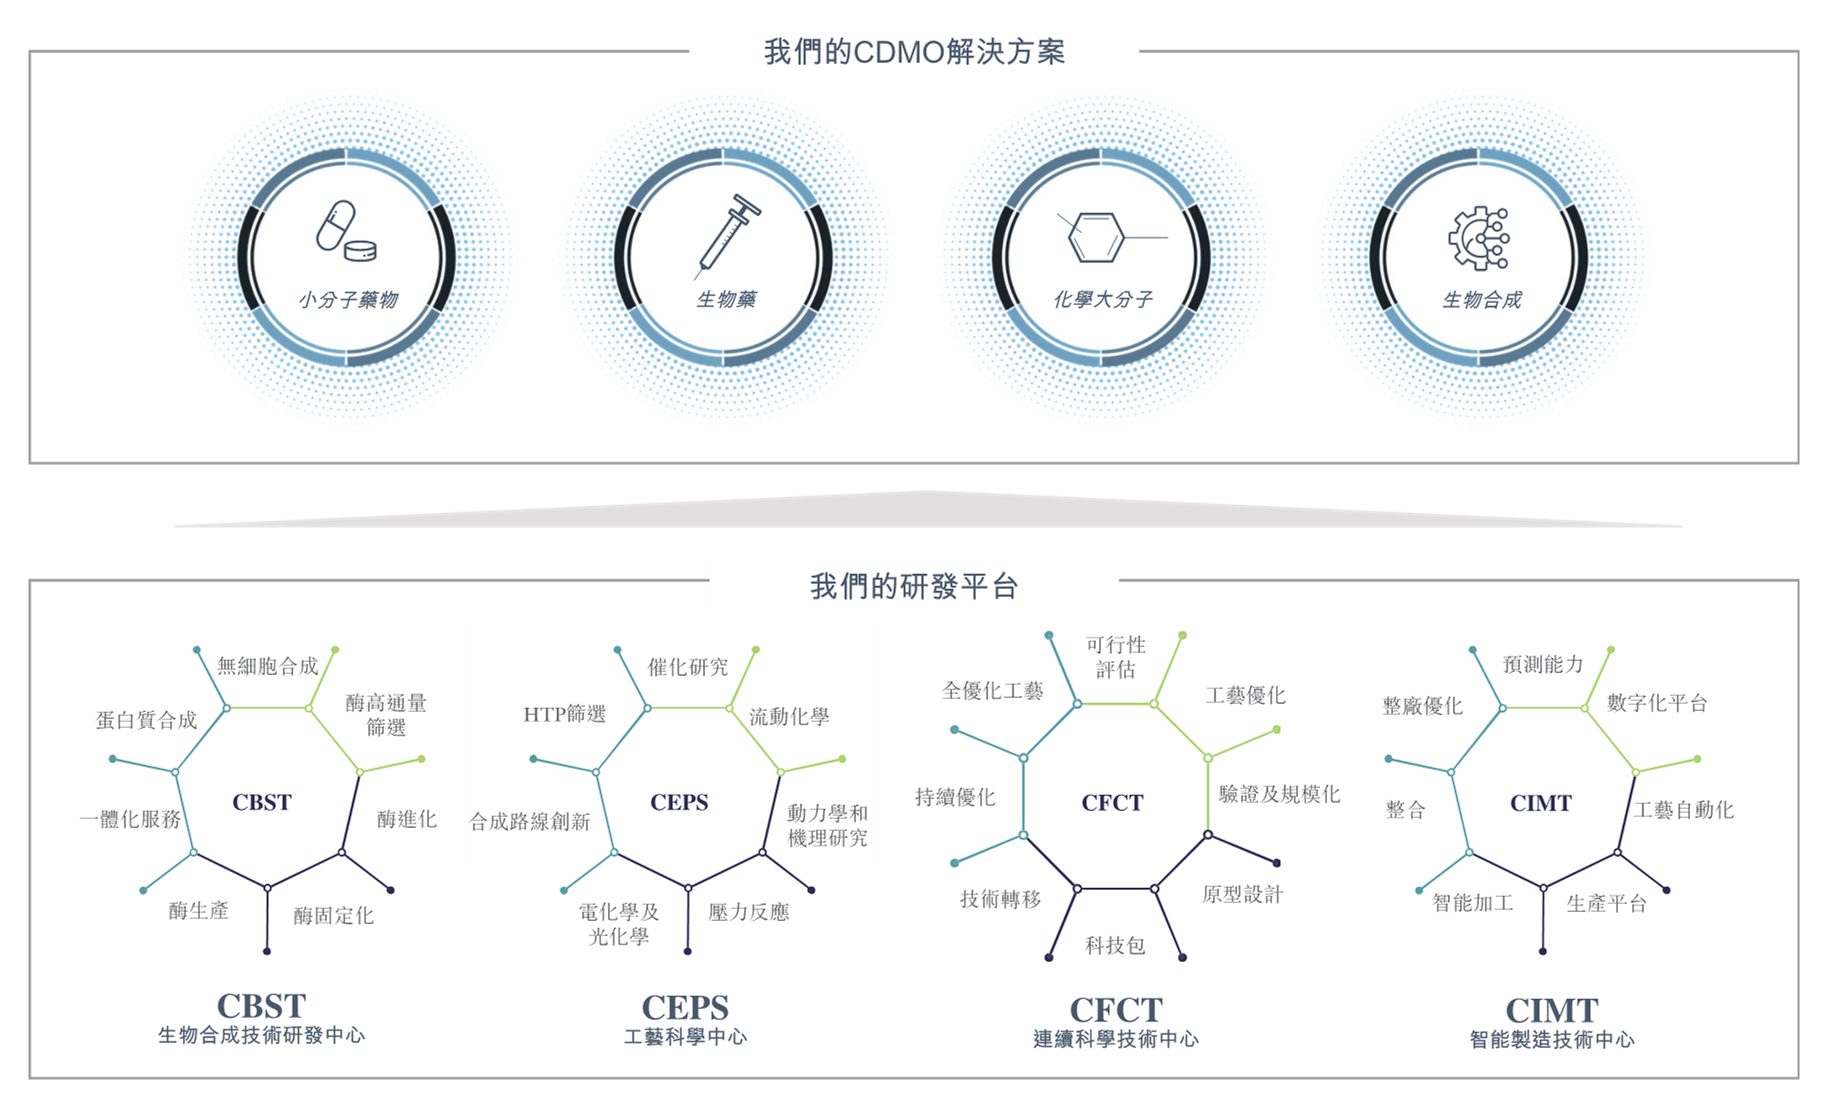 我們的CDMO解決方案
小分子藥物
生物藥
化學大分子
生物合成
我們的研發平台
無細胞合成
酶高通量
篩選
蛋白質合成
CBST
一體化服務
酶進化
酶生產
酶固定化
CBST
生物合成技術研發中心
催化研究
HTP篩選
流動化學
CEPS
合成路線創新
動力學和
機理研究
電化學及
光化學
壓力反應
CEPS
工藝科學中心
可行性
評估
全優化工藝
工藝優化
持續優化
CFCT
驗證及規模化
技術轉移
原型設計
科技包
CFCT
連續科學技術中心
預測能力
整廠優化
數字化平台
整合
CIMT
工藝自動化
智能加工
生產平台
CIMT
智能製造技術中心